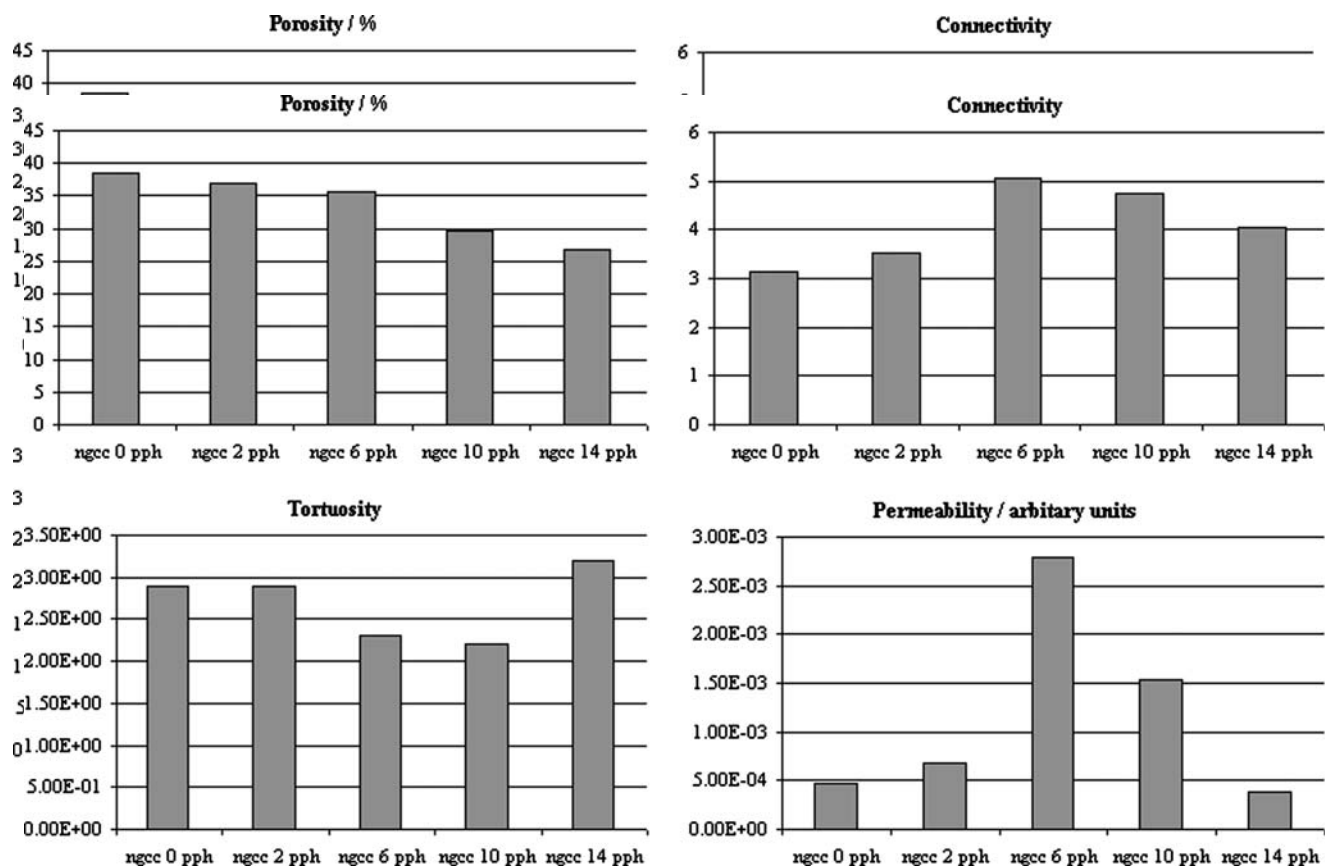 Porosity / %
Connectivity
45
40
6
Porosity / %
Connectivity
45
40
35
30
25
20
15
10
5
0
ngcc 0 pph ngcc 2 pph ngcc 6 pph ngcc 10 pph ngcc 14 pph
6
5
4
3
2
1
0
ngcc 0 pph ngcc 2 pph ngcc 6 pph ngcc 10 pph ngcc 14 pph
Tortuosity
3.50E+00
3.00E+00
2.50E+00
2.00E+00
1.50E+00
1.00E+00
5.00E-01
0.00E+00
ngcc 0 pph ngcc 2 pph ngcc 6 pph ngcc 10 pph ngcc 14 pph
Permeability / arbitary units
3.00E-03
2.50E-03
2.00E-03
1.50E-03
1.00E-03
5.00E-04
0.00E+00
ngcc 0 pph ngcc 2 pph ngcc 6 pph ngcc 10 pph ngcc 14 pph